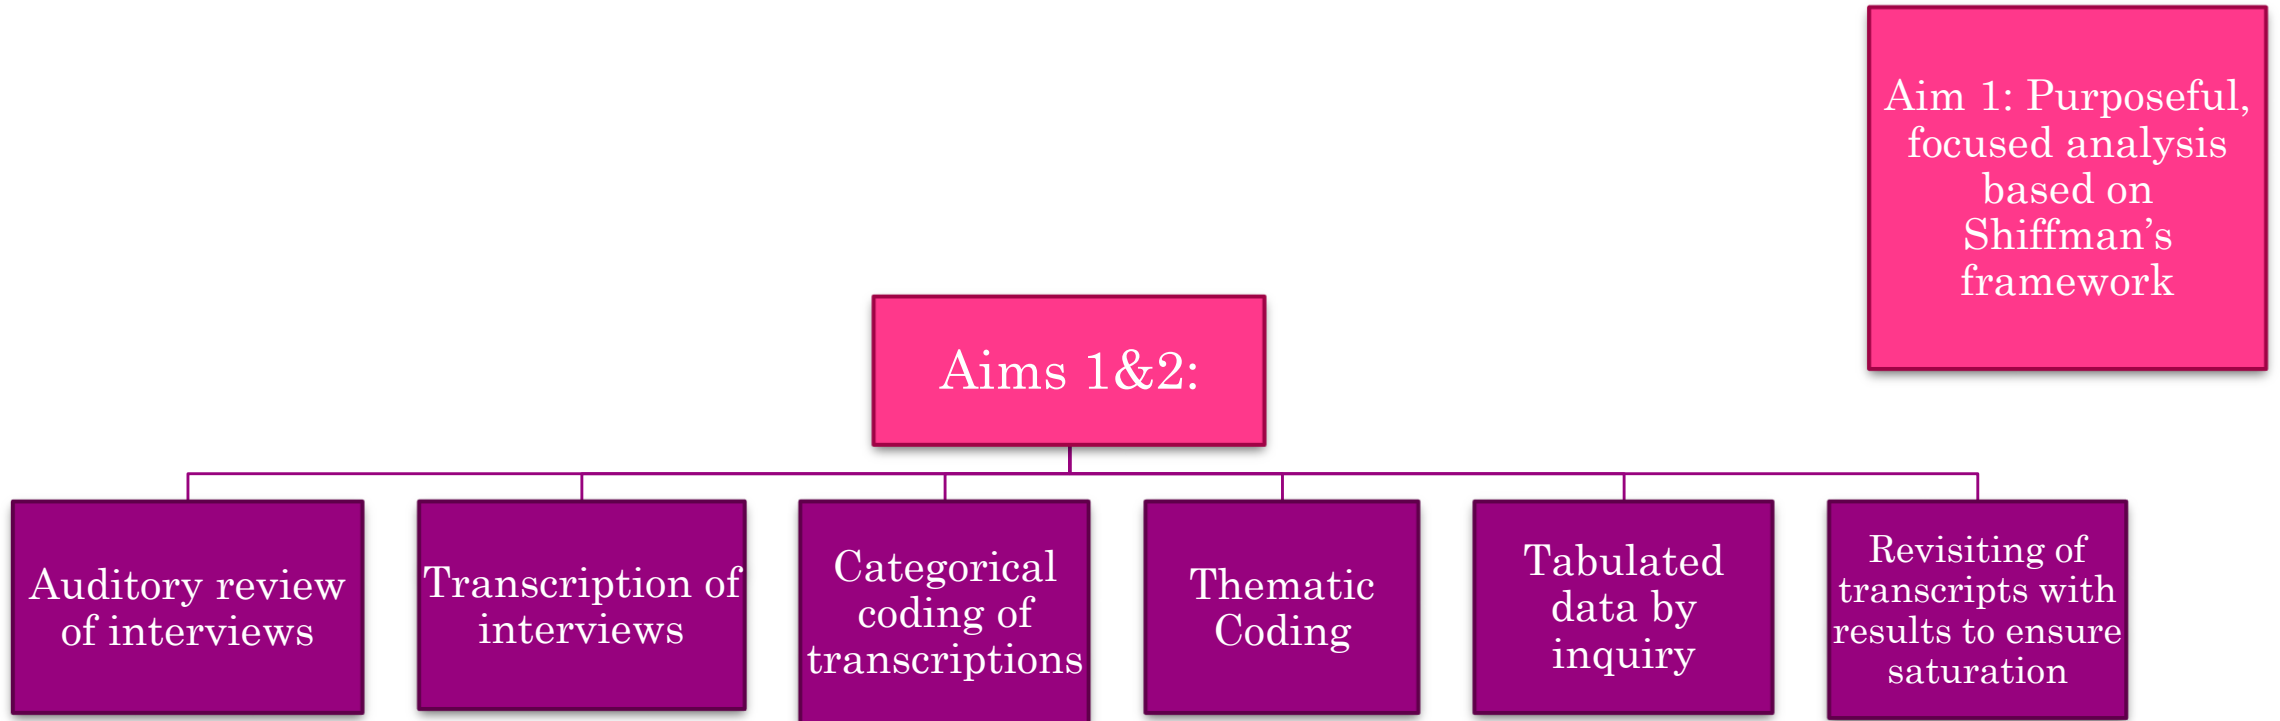 Aim 1: Purposeful,
focused analysis
based on
Shiffman’s
framework
Aims 1&2:
Auditory review
of interviews
Transcription of
interviews
Categorical
coding of
transcriptions
Thematic
Coding
Tabulated
data by
inquiry
Revisiting of
transcripts with
results to ensure
saturation